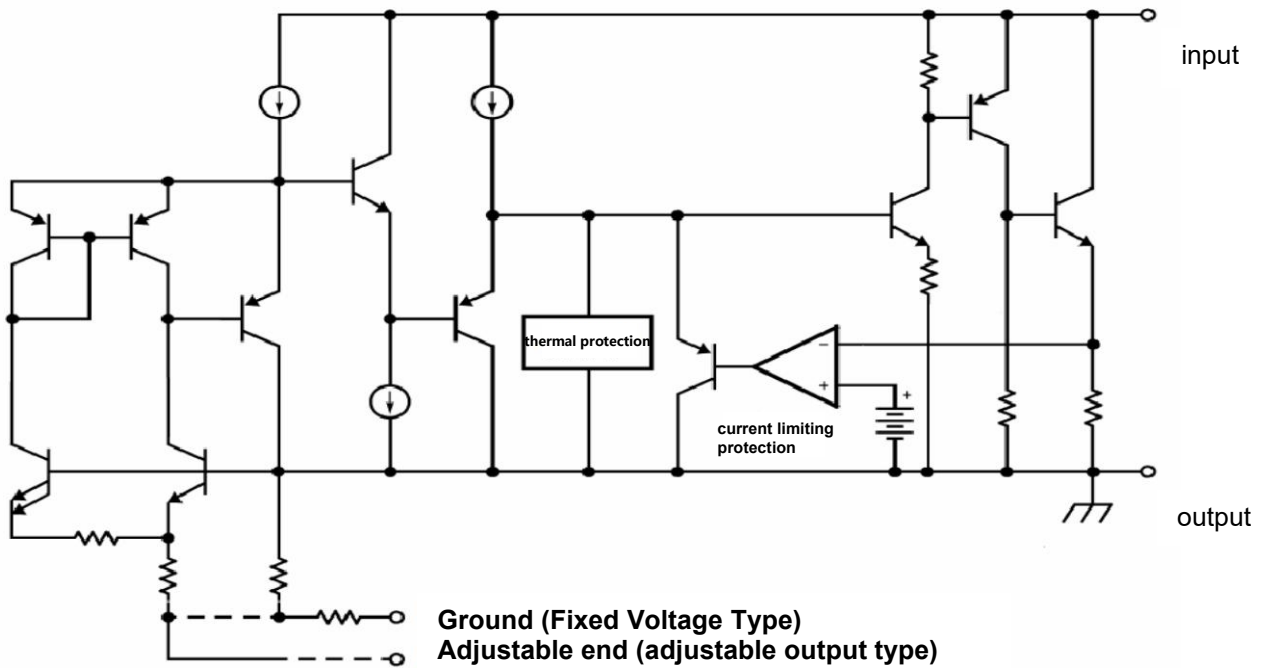 input
thermal protection
−
+
+
current limiting
protection
output
Ground (Fixed Voltage Type)
Adjustable end (adjustable output type)